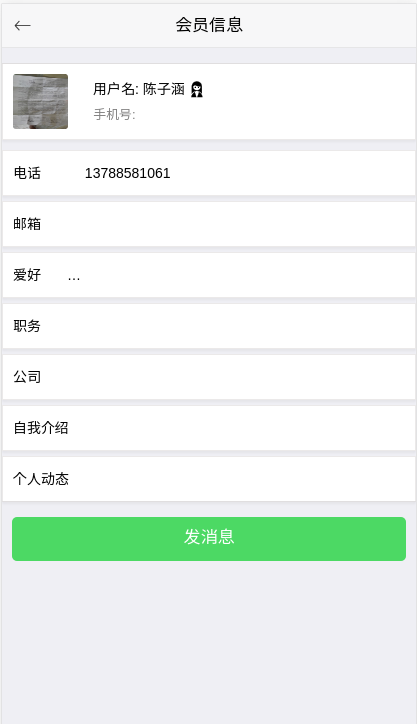 会员信息
用户名: 陈子涵
手机号:
电话 13788581061
邮箱
爱好 ...
职务
公司
自我介绍
个人动态
发消息